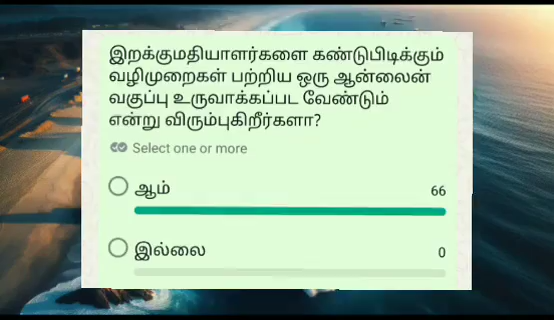 இறக்குமதியாளர்களை கண்டுபிடிக்கும்
வழிமுறைகள் பற்றிய ஒரு ஆன்லைன்
வகுப்பு உருவாக்கப்பட வேண்டும்
என்று விரும்புகிறீர்களா?
Select one or more
ஆம் 66
இல்லை 0